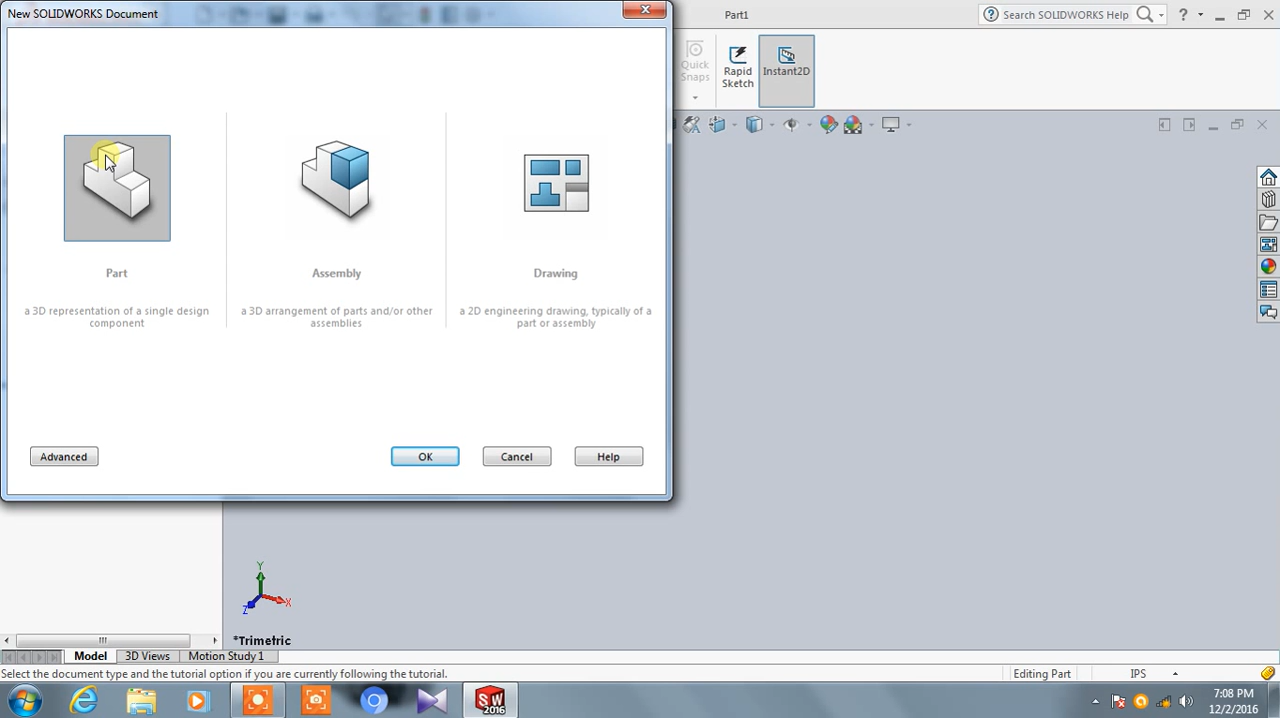 New SOLIDWORKS Document
Part1
Search SOLIDWORKS Help
?
Quick Snaps
Rapid Sketch
Instant2D
Part
Assembly
Drawing
a 3D representation of a single design component
a 3D arrangement of parts and/or other assemblies
a 2D engineering drawing, typically of a part or assembly
Advanced
OK
Cancel
Help
Y
X
Z
*Trimetric
Model
3D Views
Motion Study 1
Select the document type and the tutorial option if you are currently following the tutorial.
Editing Part
IPS
SW
2016
7:08 PM
12/2/2016